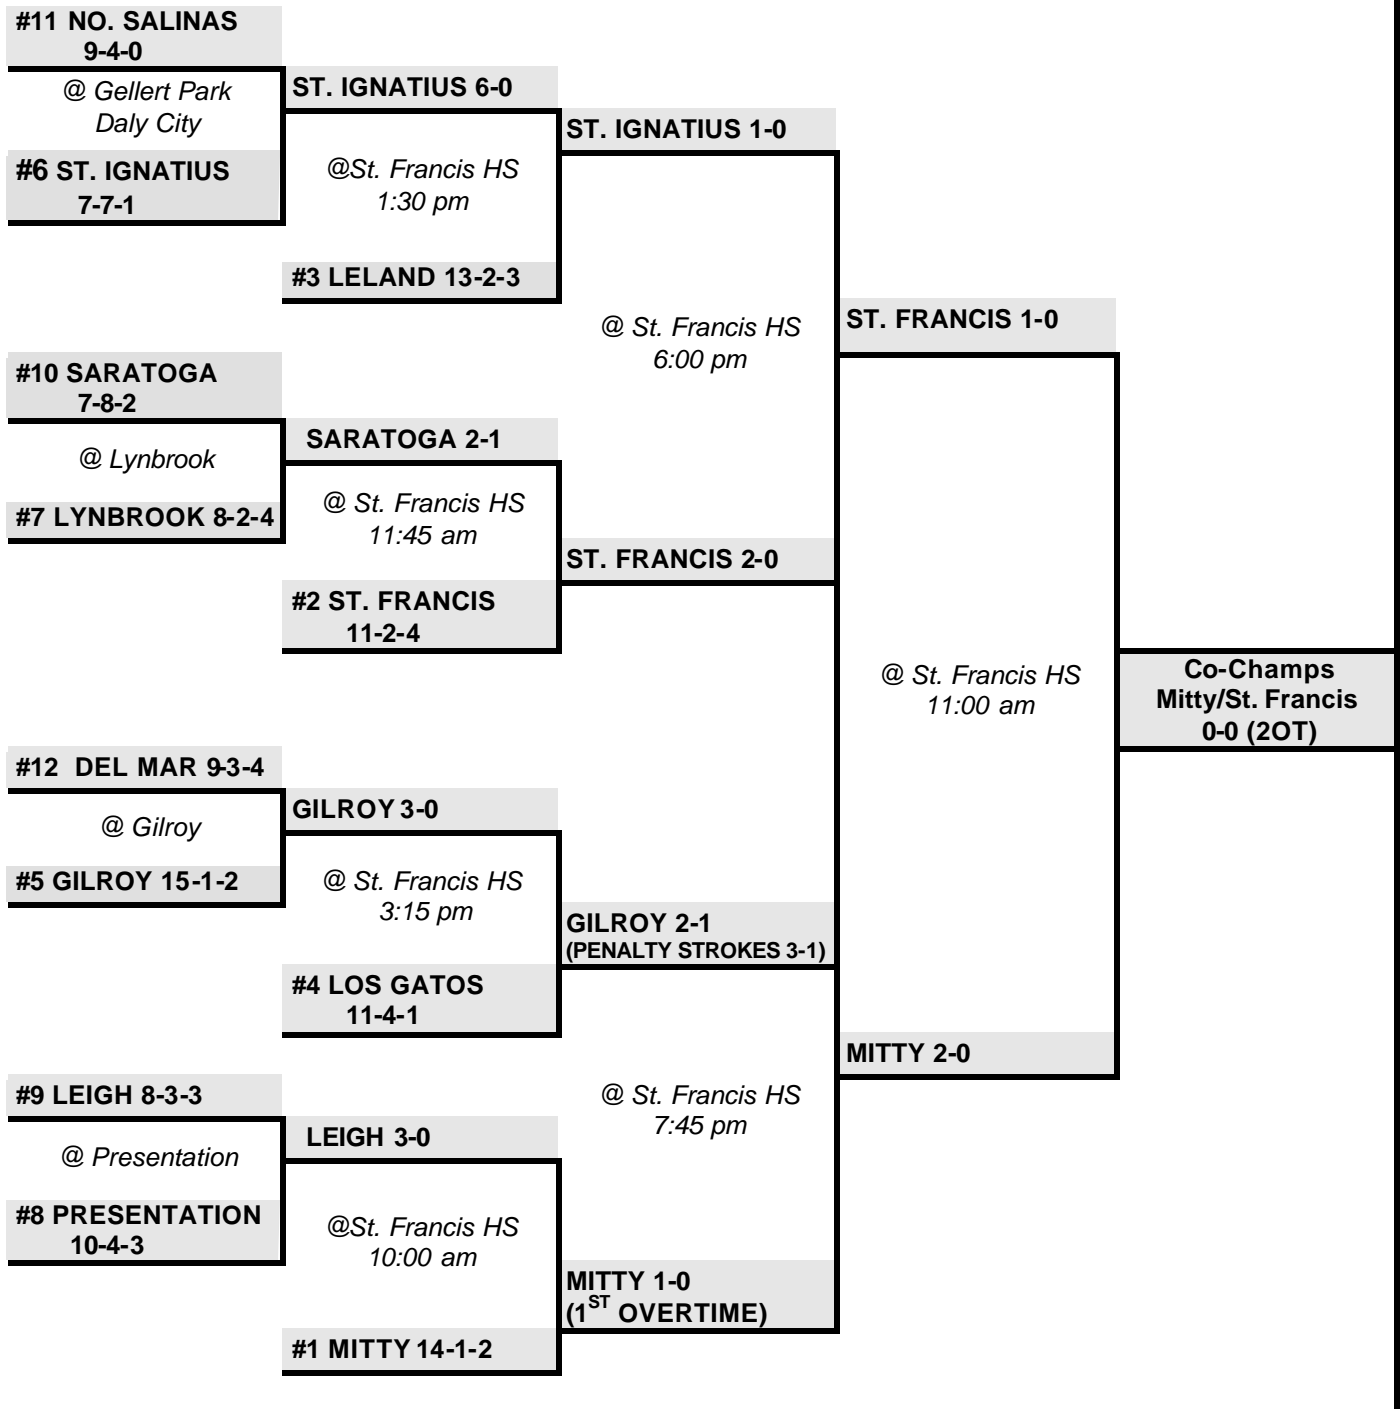 #11 NO. SALINAS
9-4-0
@ Gellert Park
Daly City
#6 ST. IGNATIUS
7-7-1
ST. IGNATIUS 6-0
@St. Francis HS
1:30 pm
#3 LELAND 13-2-3
ST. IGNATIUS 1-0
#10 SARATOGA
7-8-2
@ Lynbrook
#7 LYNBROOK 8-2-4
SARATOGA 2-1
@ St. Francis HS
11:45 am
#2 ST. FRANCIS
11-2-4
ST. FRANCIS 2-0
@ St. Francis HS
6:00 pm
ST. FRANCIS 1-0
#12 DEL MAR 9-3-4
@ Gilroy
#5 GILROY 15-1-2
GILROY 3-0
@ St. Francis HS
3:15 pm
#4 LOS GATOS
11-4-1
GILROY 2-1
(PENALTY STROKES 3-1)
#9 LEIGH 8-3-3
@ Presentation
#8 PRESENTATION
10-4-3
LEIGH 3-0
@St. Francis HS
10:00 am
#1 MITTY 14-1-2
MITTY 1-0
(1ST OVERTIME)
@ St. Francis HS
7:45 pm
MITTY 2-0
@ St. Francis HS
11:00 am
Co-Champs
Mitty/St. Francis
0-0 (2OT)